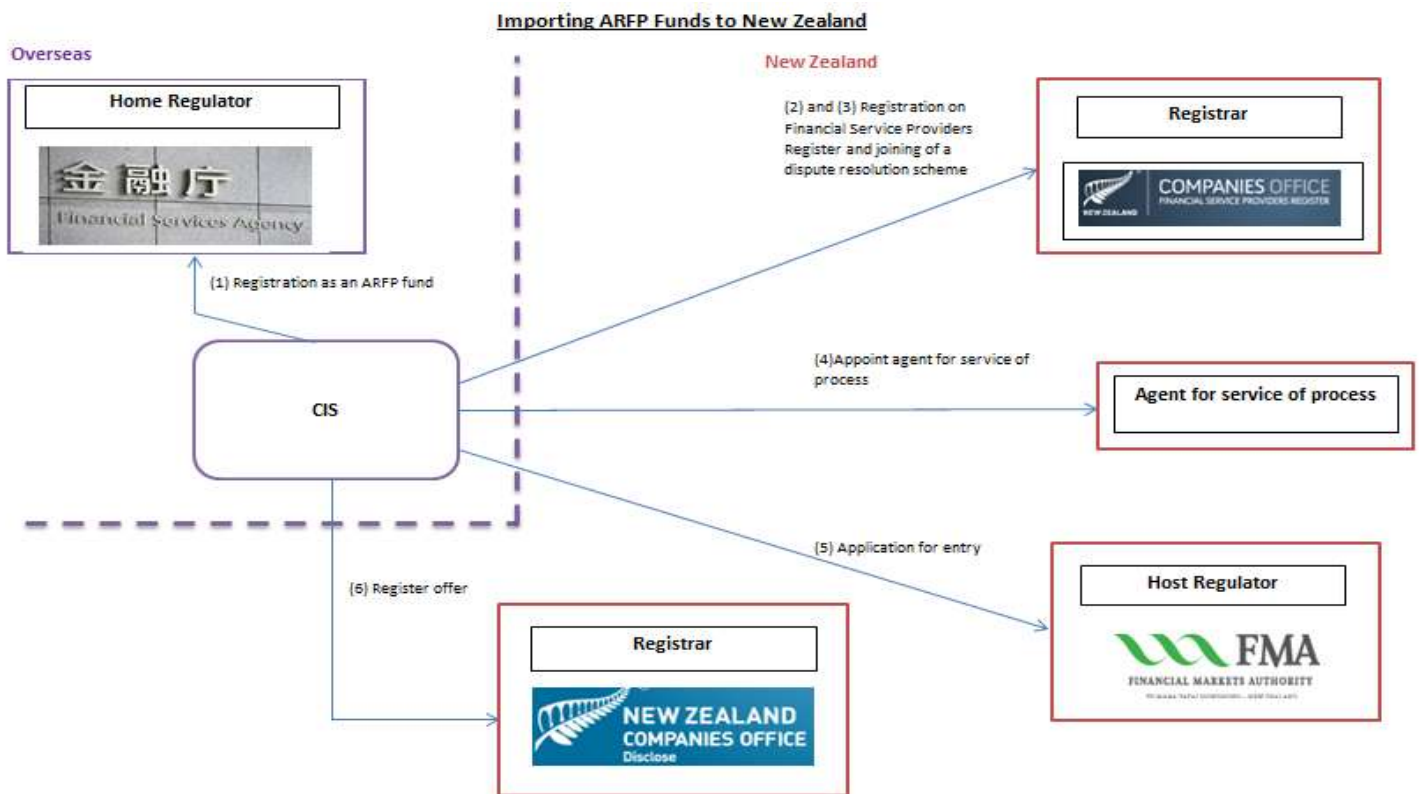 Importing ARFP Funds to New Zealand
Overseas
New Zealand
Home Regulator
金融庁
Financial Services Agency
(1) Registration as an ARFP fund
(2) and (3) Registration on
Financial Service Providers
Register and joining of a
dispute resolution scheme
Registrar
NEW ZEALAND
COMPANIES OFFICE
FINANCIAL SERVICE PROVIDERS REGISTER
CIS
(4)Appoint agent for service of
process
Agent for service of process
(5) Application for entry
Host Regulator
FMA
FINANCIAL MARKETS AUTHORITY
(6) Register offer
Registrar
NEW ZEALAND
COMPANIES OFFICE
Disclose